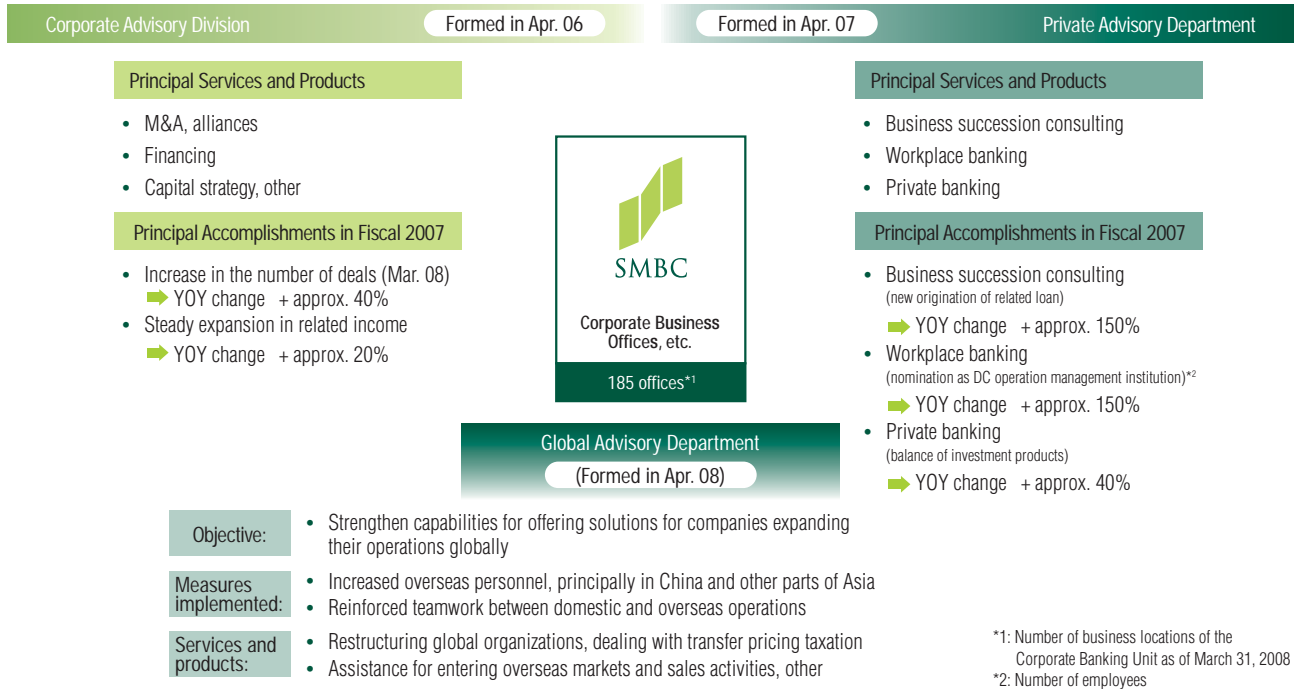 Corporate Advisory Division
Formed in Apr. 06
Formed in Apr. 07
Private Advisory Department
Principal Services and Products
• M&A, alliances
• Financing
• Capital strategy, other
Principal Accomplishments in Fiscal 2007
• Increase in the number of deals (Mar. 08)
YOY change + approx. 40%
• Steady expansion in related income
YOY change + approx. 20%
SMBC
Corporate Business
Offices, etc.
185 offices*1
Principal Services and Products
• Business succession consulting
• Workplace banking
• Private banking
Principal Accomplishments in Fiscal 2007
• Business succession consulting
(new origination of related loan)
YOY change + approx. 150%
• Workplace banking
(nomination as DC operation management institution)*2
YOY change + approx. 150%
• Private banking
(balance of investment products)
YOY change + approx. 40%
Global Advisory Department
(Formed in Apr. 08)
Objective:
• Strengthen capabilities for offering solutions for companies expanding
their operations globally
Measures
implemented:
• Increased overseas personnel, principally in China and other parts of Asia
• Reinforced teamwork between domestic and overseas operations
Services and
products:
• Restructuring global organizations, dealing with transfer pricing taxation
• Assistance for entering overseas markets and sales activities, other
*1: Number of business locations of the
Corporate Banking Unit as of March 31, 2008
*2: Number of employees